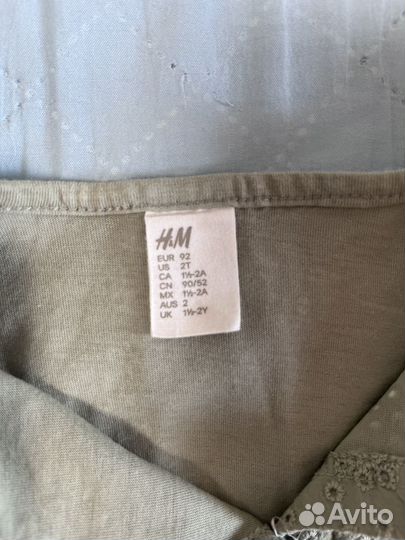 H&M
EUR 92
US 2T
CA 1½-2A
CN 90/52
MX 1½-2A
AUS 2
UK 1½-2Y
Avito